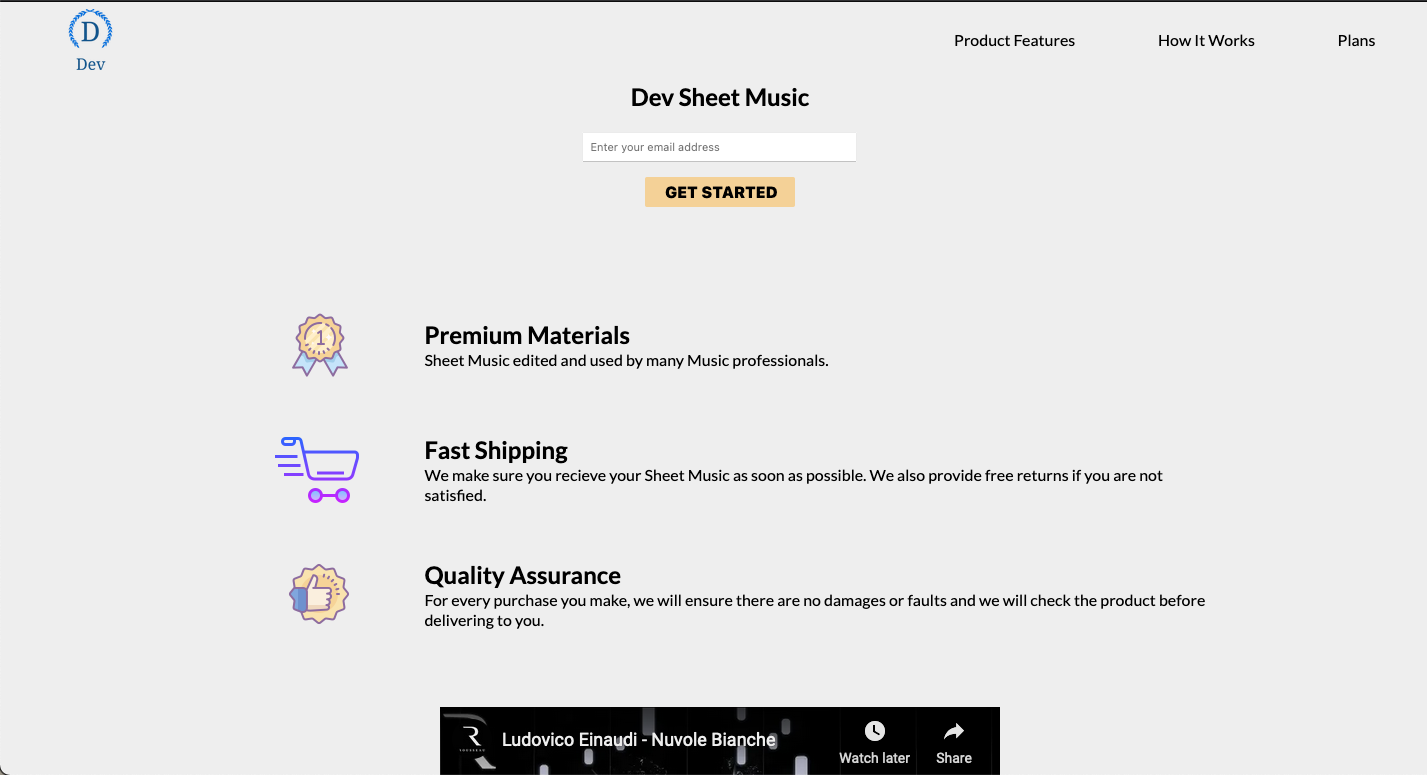 D
Dev
Product Features
How It Works
Plans
Dev Sheet Music
Enter your email address
GET STARTED
1
Premium Materials
Sheet Music edited and used by many Music professionals.
Fast Shipping
We make sure you recieve your Sheet Music as soon as possible. We also provide free returns if you are not
satisfied.
Quality Assurance
For every purchase you make, we will ensure there are no damages or faults and we will check the product before
delivering to you.
R
Ludovico Einaudi - Nuvole Bianche
Watch later
Share